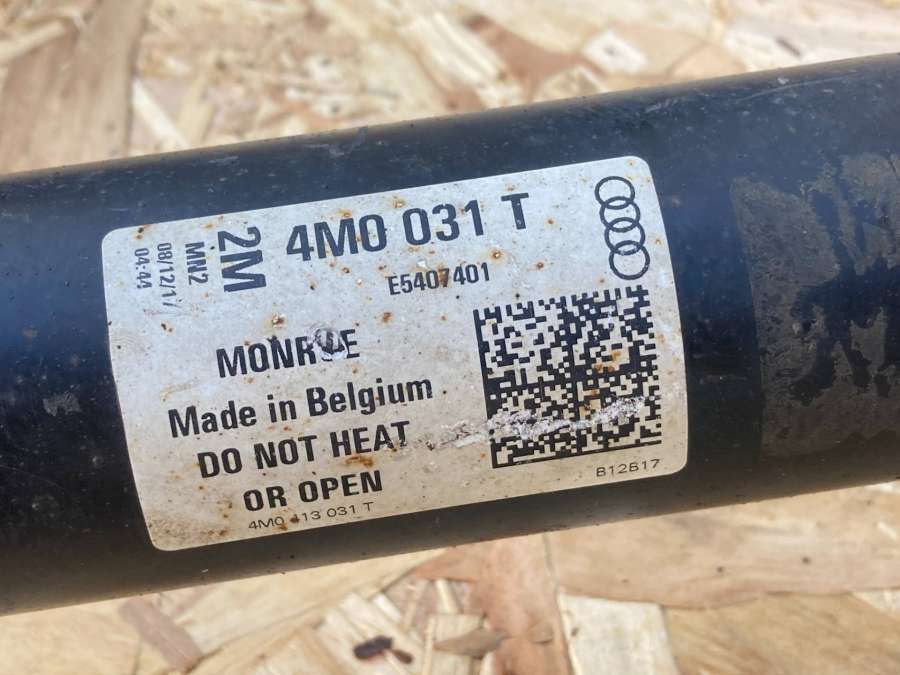 2M
MN2
08/12/17
04:44
4M0 031 T
E5407401
MONROE
Made in Belgium
DO NOT HEAT
OR OPEN
4M0 413 031 T
B12B17